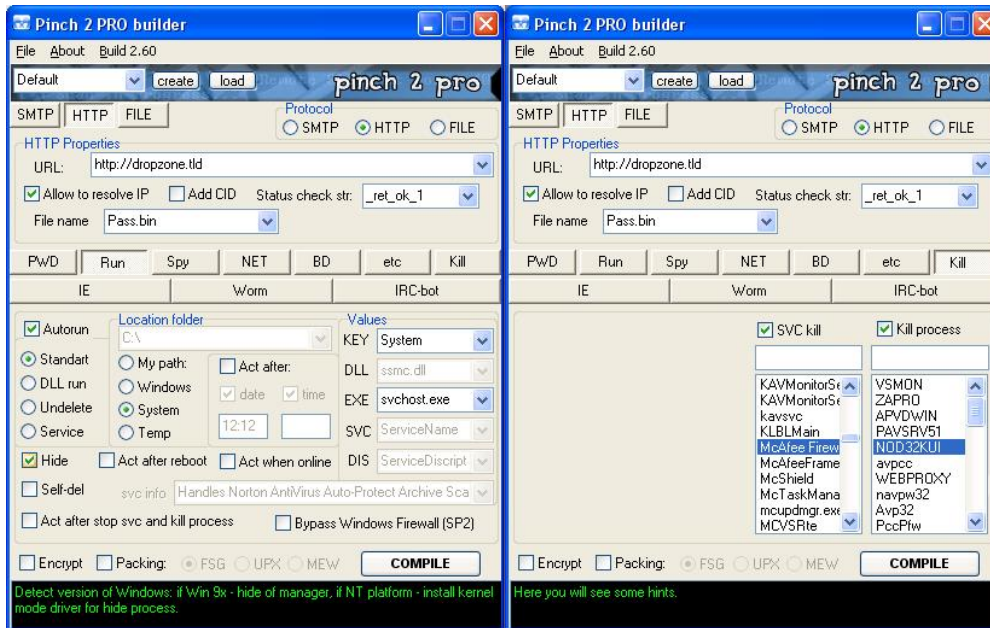 Pinch 2 PRO builder
File About Build 2.60
Default create load pinch 2 pro
SMTP HTTP FILE
Protocol
SMTP HTTP FILE
HTTP Properties
URL: http://dropzone.tld
Allow to resolve IP Add CID Status check str: _ret_ok_1
File name Pass.bin
PWD Run Spy NET BD etc Kill
IE Worm IRC-bot
Autorun
Standart
DLL run
Undelete
Service
Location folder
C:\
My path:
Windows
System
Temp
Act after:
date time
12:12
Values
KEY System
DLL ssmc.dll
EXE svchost.exe
SVC ServiceName
DIS ServiceDiscript
Hide Act after reboot Act when online
Self-del svc info Handles Norton AntiVirus Auto-Protect Archive Sca
Act after stop svc and kill process Bypass Windows Firewall (SP2)
Encrypt Packing: FSG UPX MEW COMPILE
Detect version of Windows: if Win 9x - hide of manager, if NT platform - install kernel
mode driver for hide process.
Pinch 2 PRO builder
File About Build 2.60
Default create load pinch 2 pro
SMTP HTTP FILE
Protocol
SMTP HTTP FILE
HTTP Properties
URL: http://dropzone.tld
Allow to resolve IP Add CID Status check str: _ret_ok_1
File name Pass.bin
PWD Run Spy NET BD etc Kill
IE Worm IRC-bot
SVC kill
KAVMonitorSe
KAVMonitorSe
kavsvc
KLBLMain
McAfee Firew
McAfeeFrame
McShield
McTaskMana
mcupdmgr.exe
MCVSRte
Kill process
VSMON
ZAPRO
APVDWIN
PAVSRV51
NOD32KUI
avpcc
WEBPROXY
navpw32
Avp32
PccPfw
Encrypt Packing: FSG UPX MEW COMPILE
Here you will see some hints.